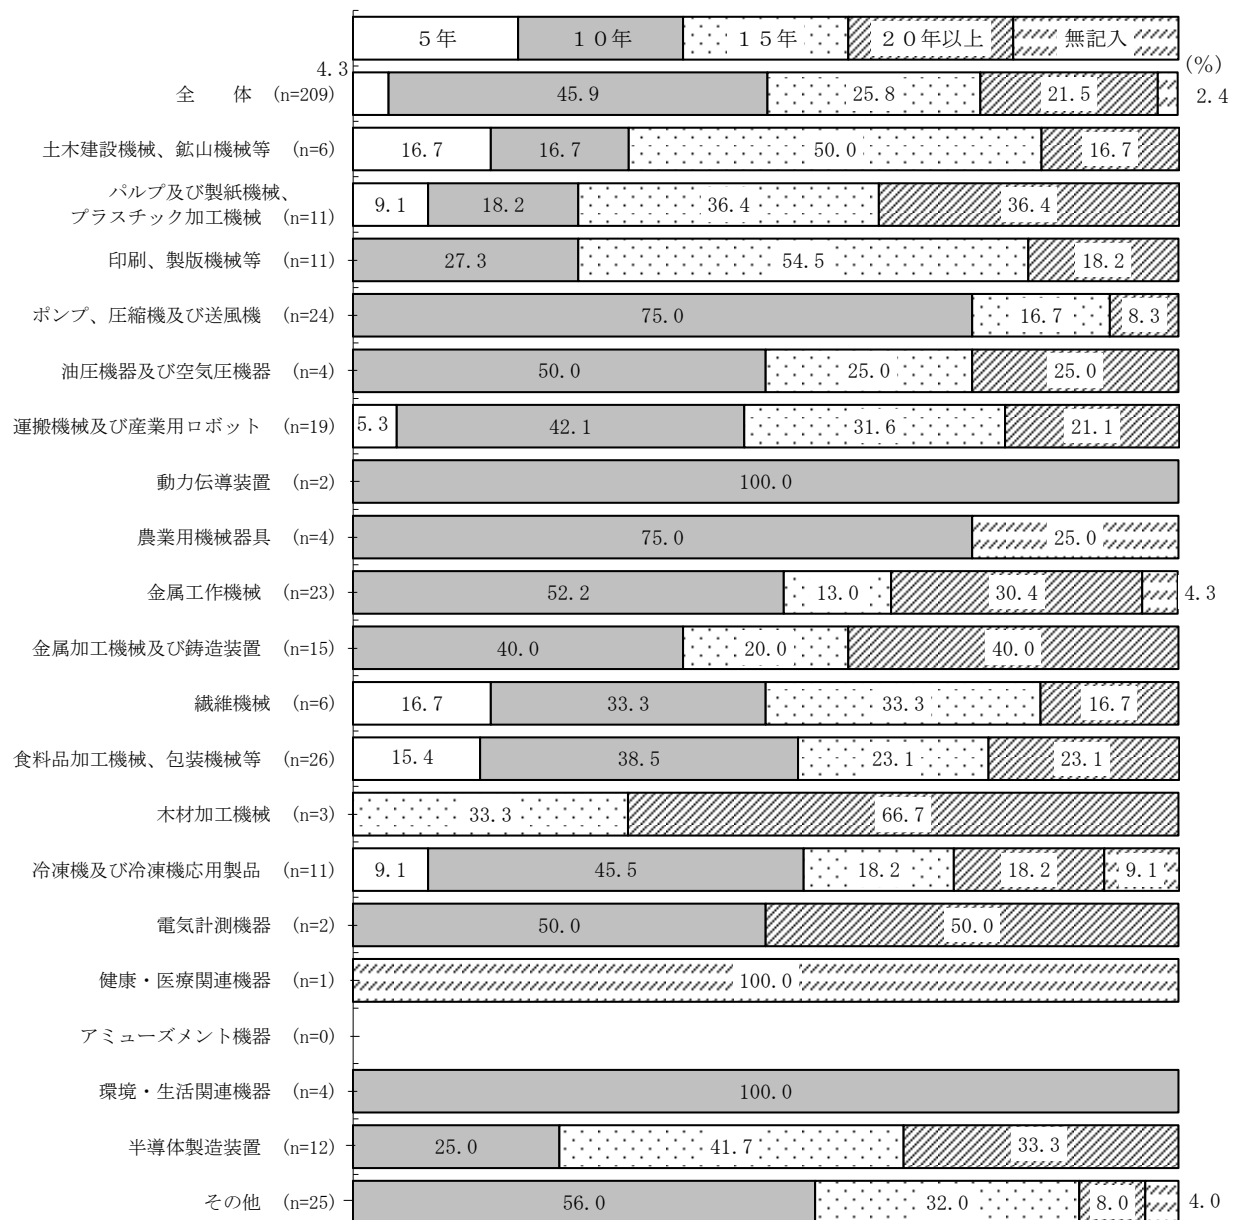 5年 10年 15年 20年以上 無記入
(%)
全 体 (n=209) 4.3 45.9 25.8 21.5 2.4
土木建設機械、鉱山機械等 (n=6) 16.7 16.7 50.0 16.7
パルプ及び製紙機械、
プラスチック加工機械 (n=11) 9.1 18.2 36.4 36.4
印刷、製版機械等 (n=11) 27.3 54.5 18.2
ポンプ、圧縮機及び送風機 (n=24) 75.0 16.7 8.3
油圧機器及び空気圧機器 (n=4) 50.0 25.0 25.0
運搬機械及び産業用ロボット (n=19) 5.3 42.1 31.6 21.1
動力伝導装置 (n=2) 100.0
農業用機械器具 (n=4) 75.0 25.0
金属工作機械 (n=23) 52.2 13.0 30.4 4.3
金属加工機械及び鋳造装置 (n=15) 40.0 20.0 40.0
繊維機械 (n=6) 16.7 33.3 33.3 16.7
食料品加工機械、包装機械等 (n=26) 15.4 38.5 23.1 23.1
木材加工機械 (n=3) 33.3 66.7
冷凍機及び冷凍機応用製品 (n=11) 9.1 45.5 18.2 18.2 9.1
電気計測機器 (n=2) 50.0 50.0
健康・医療関連機器 (n=1) 100.0
アミューズメント機器 (n=0)
環境・生活関連機器 (n=4) 100.0
半導体製造装置 (n=12) 25.0 41.7 33.3
その他 (n=25) 56.0 32.0 8.0 4.0